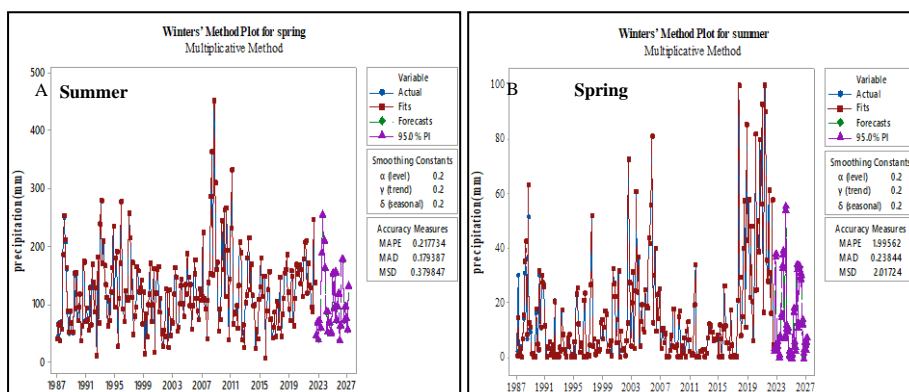 Winters' Method Plot for spring
Multiplicative Method
A Summer
precipitation(mm)
500
400
300
200
100
0
1987 1991 1995 1999 2003 2007 2011 2015 2019 2023 2027
Variable
Actual
Fits
Forecasts
95.0% PI
Smoothing Constants
α (level) 0.2
γ (trend) 0.2
δ (seasonal) 0.2
Accuracy Measures
MAPE 0.217734
MAD 0.179387
MSD 0.379847
Winters' Method Plot for summer
Multiplicative Method
B Spring
precipitation(mm)
100
80
60
40
20
0
1987 1991 1995 1999 2003 2007 2011 2015 2019 2023 2027
Variable
Actual
Fits
Forecasts
95.0% PI
Smoothing Constants
α (level) 0.2
γ (trend) 0.2
δ (seasonal) 0.2
Accuracy Measures
MAPE 1.99562
MAD 0.23844
MSD 2.01724